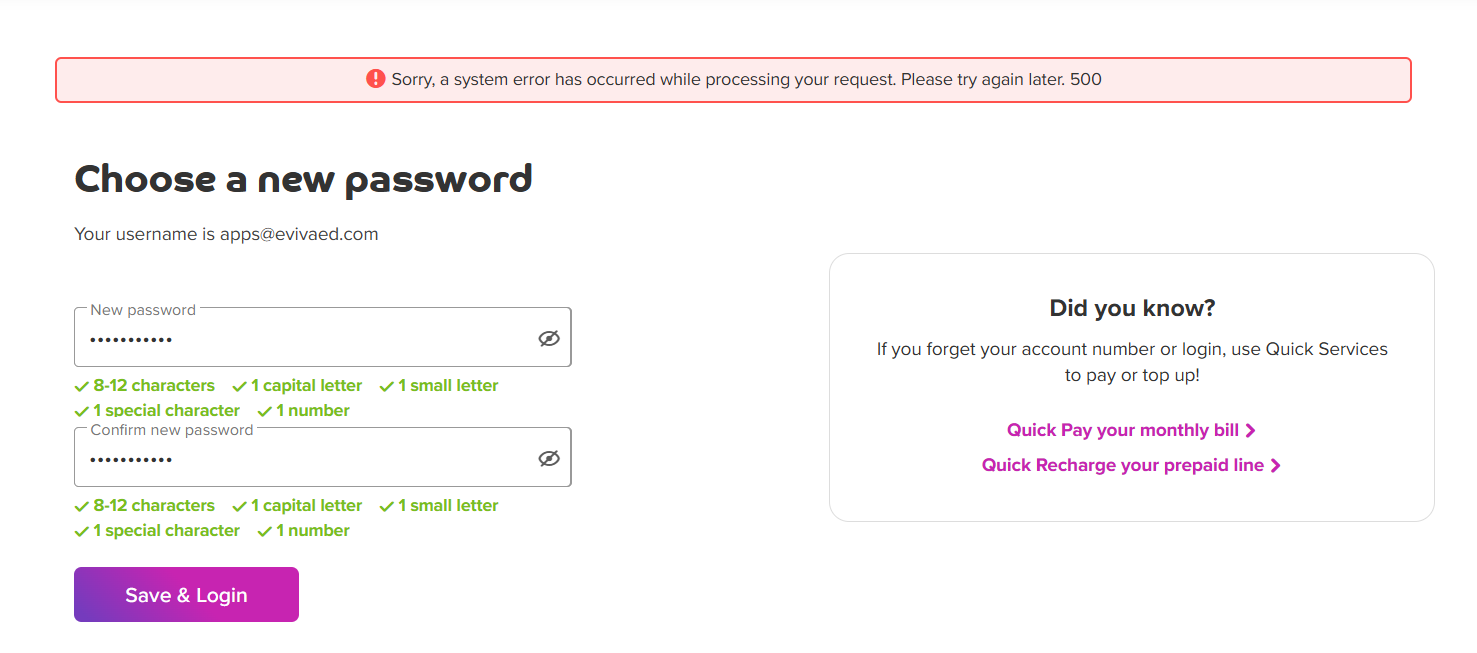 Sorry, a system error has occurred while processing your request. Please try again later. 500
Choose a new password
Your username is apps@evivaed.com
New password
•••••••••••
8-12 characters 1 capital letter 1 small letter
1 special character 1 number
Confirm new password
•••••••••••
8-12 characters 1 capital letter 1 small letter
1 special character 1 number
Save & Login
Did you know?
If you forget your account number or login, use Quick Services
to pay or top up!
Quick Pay your monthly bill
Quick Recharge your prepaid line